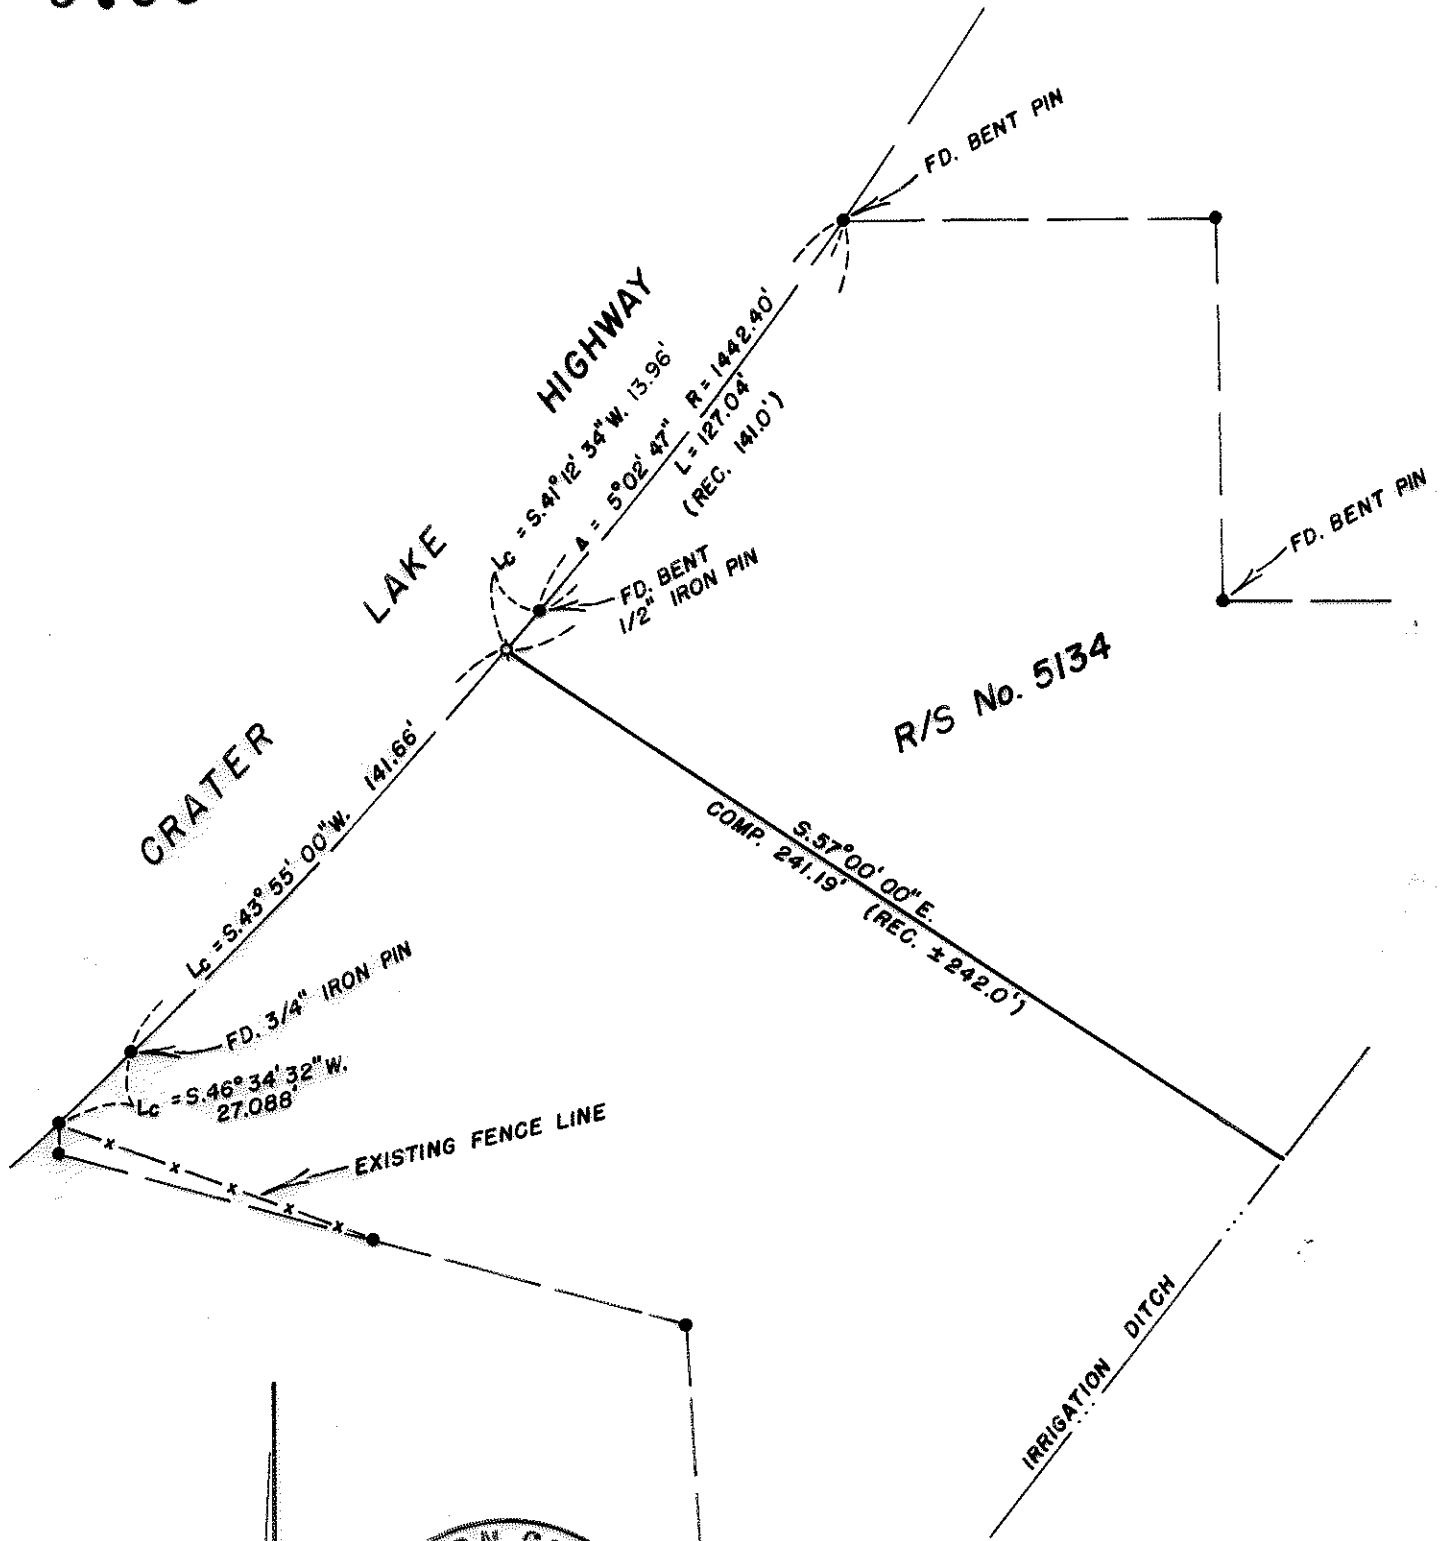 FD. BENT PIN
CRATER LAKE HIGHWAY
Lc = S.41°12'34"W. 13.96'
Δ = 5°02'47" R = 1442.40'
L = 127.04'
(REC. 141.0')
FD. BENT
1/2" IRON PIN
FD. BENT PIN
R/S No. 5134
Lc = S.43°55'00"W. 141.66'
S.57°00'00"E.
COMP. 241.19' (REC. ±242.0')
FD. 3/4" IRON PIN
Lc = S.46°34'32"W.
27.088'
EXISTING FENCE LINE
IRRIGATION DITCH